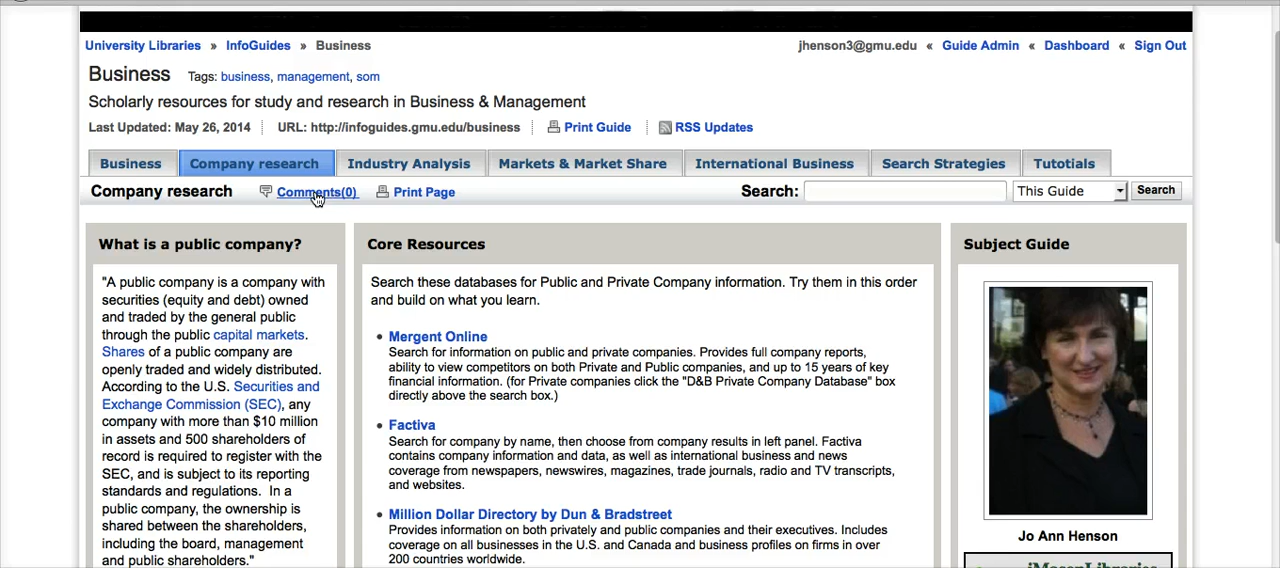 University Libraries » InfoGuides » Business
jhenson3@gmu.edu « Guide Admin « Dashboard « Sign Out
Business Tags: business, management, som
Scholarly resources for study and research in Business & Management
Last Updated: May 26, 2014 URL: http://infoguides.gmu.edu/business Print Guide RSS Updates
Business Company research Industry Analysis Markets & Market Share International Business Search Strategies Tutotials
Company research Comments(0) Print Page Search: This Guide Search
What is a public company?
"A public company is a company with
securities (equity and debt) owned
and traded by the general public
through the public capital markets.
Shares of a public company are
openly traded and widely distributed.
According to the U.S. Securities and
Exchange Commission (SEC), any
company with more than $10 million
in assets and 500 shareholders of
record is required to register with the
SEC, and is subject to its reporting
standards and regulations. In a
public company, the ownership is
shared between the shareholders,
including the board, management
and public shareholders."
Core Resources
Search these databases for Public and Private Company information. Try them in this order
and build on what you learn.
• Mergent Online
Search for information on public and private companies. Provides full company reports,
ability to view competitors on both Private and Public companies, and up to 15 years of key
financial information. (for Private companies click the "D&B Private Company Database" box
directly above the search box.)
• Factiva
Search for company by name, then choose from company results in left panel. Factiva
contains company information and data, as well as international business and news
coverage from newspapers, newswires, magazines, trade journals, radio and TV transcripts,
and websites.
• Million Dollar Directory by Dun & Bradstreet
Provides information on both privately and public companies and their executives. Includes
coverage on all businesses in the U.S. and Canada and business profiles on firms in over
200 countries worldwide.
Subject Guide
Jo Ann Henson